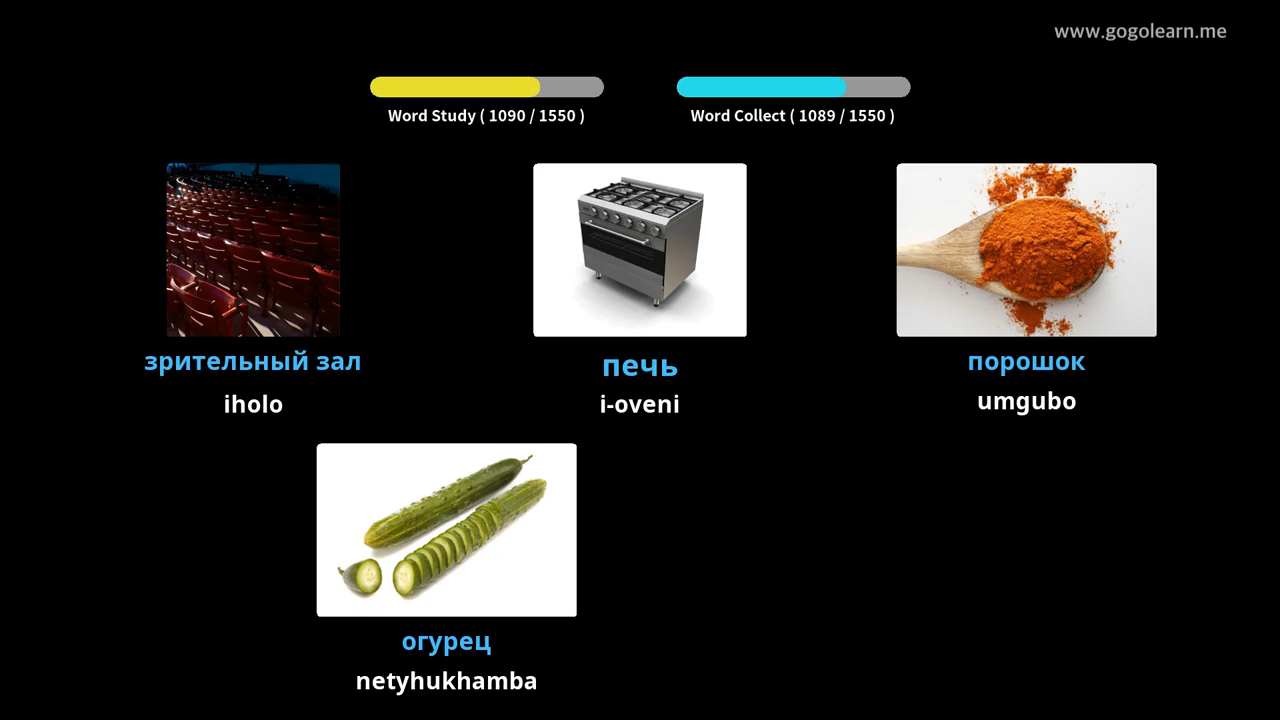 www.gogolearn.me
Word Study ( 1090 / 1550 )
Word Collect ( 1089 / 1550 )
зрительный зал
iholo
печь
i-oveni
порошок
umgubo
огурец
netyhukhamba